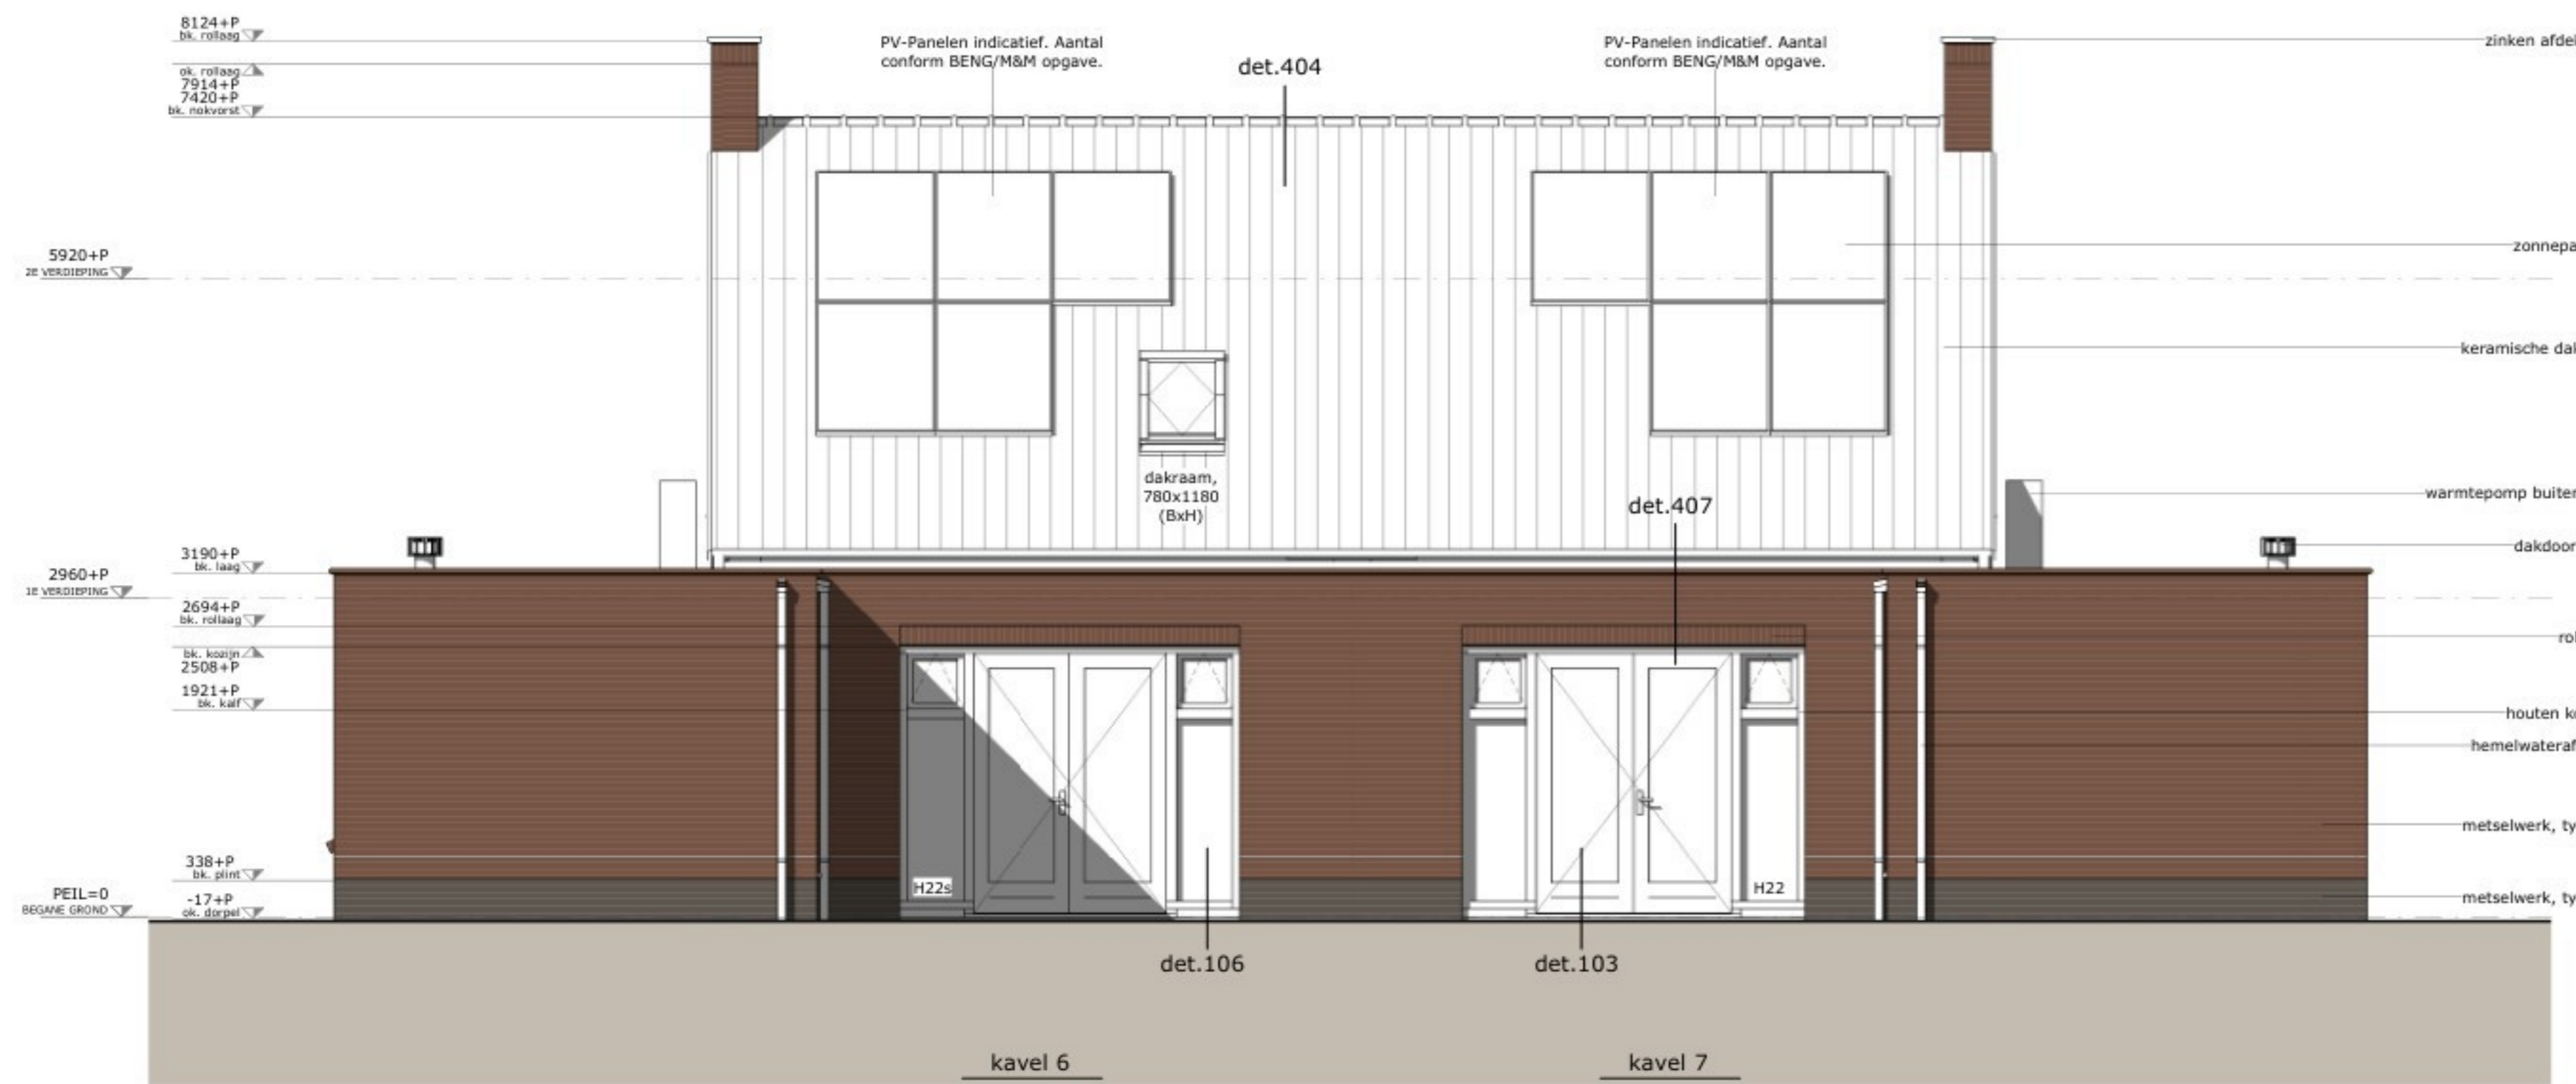 8124+P
bk. rollaag
ok. rollaag
7914+P
7420+P
bk. nokvorst
5920+P
2E VERDIEPING
3190+P
bk. laag
2960+P
1E VERDIEPING
2694+P
bk. rollaag
bk. kozijn
2508+P
1921+P
bk. kalf
338+P
bk. plint
PEIL=0
BEGANE GROND
-17+P
ok. dorpel
PV-Panelen indicatief. Aantal
conform BENG/M&M opgave.
det.404
PV-Panelen indicatief. Aantal
conform BENG/M&M opgave.
dakraam,
780x1180
(BxH)
det.407
H22s
H22
det.106
det.103
kavel 6
kavel 7
zinken afde
zonnepa
keramische da
warmtepomp buite
dakdoor
rol
houten k
hemelwateraf
metselwerk, ty
metselwerk, ty